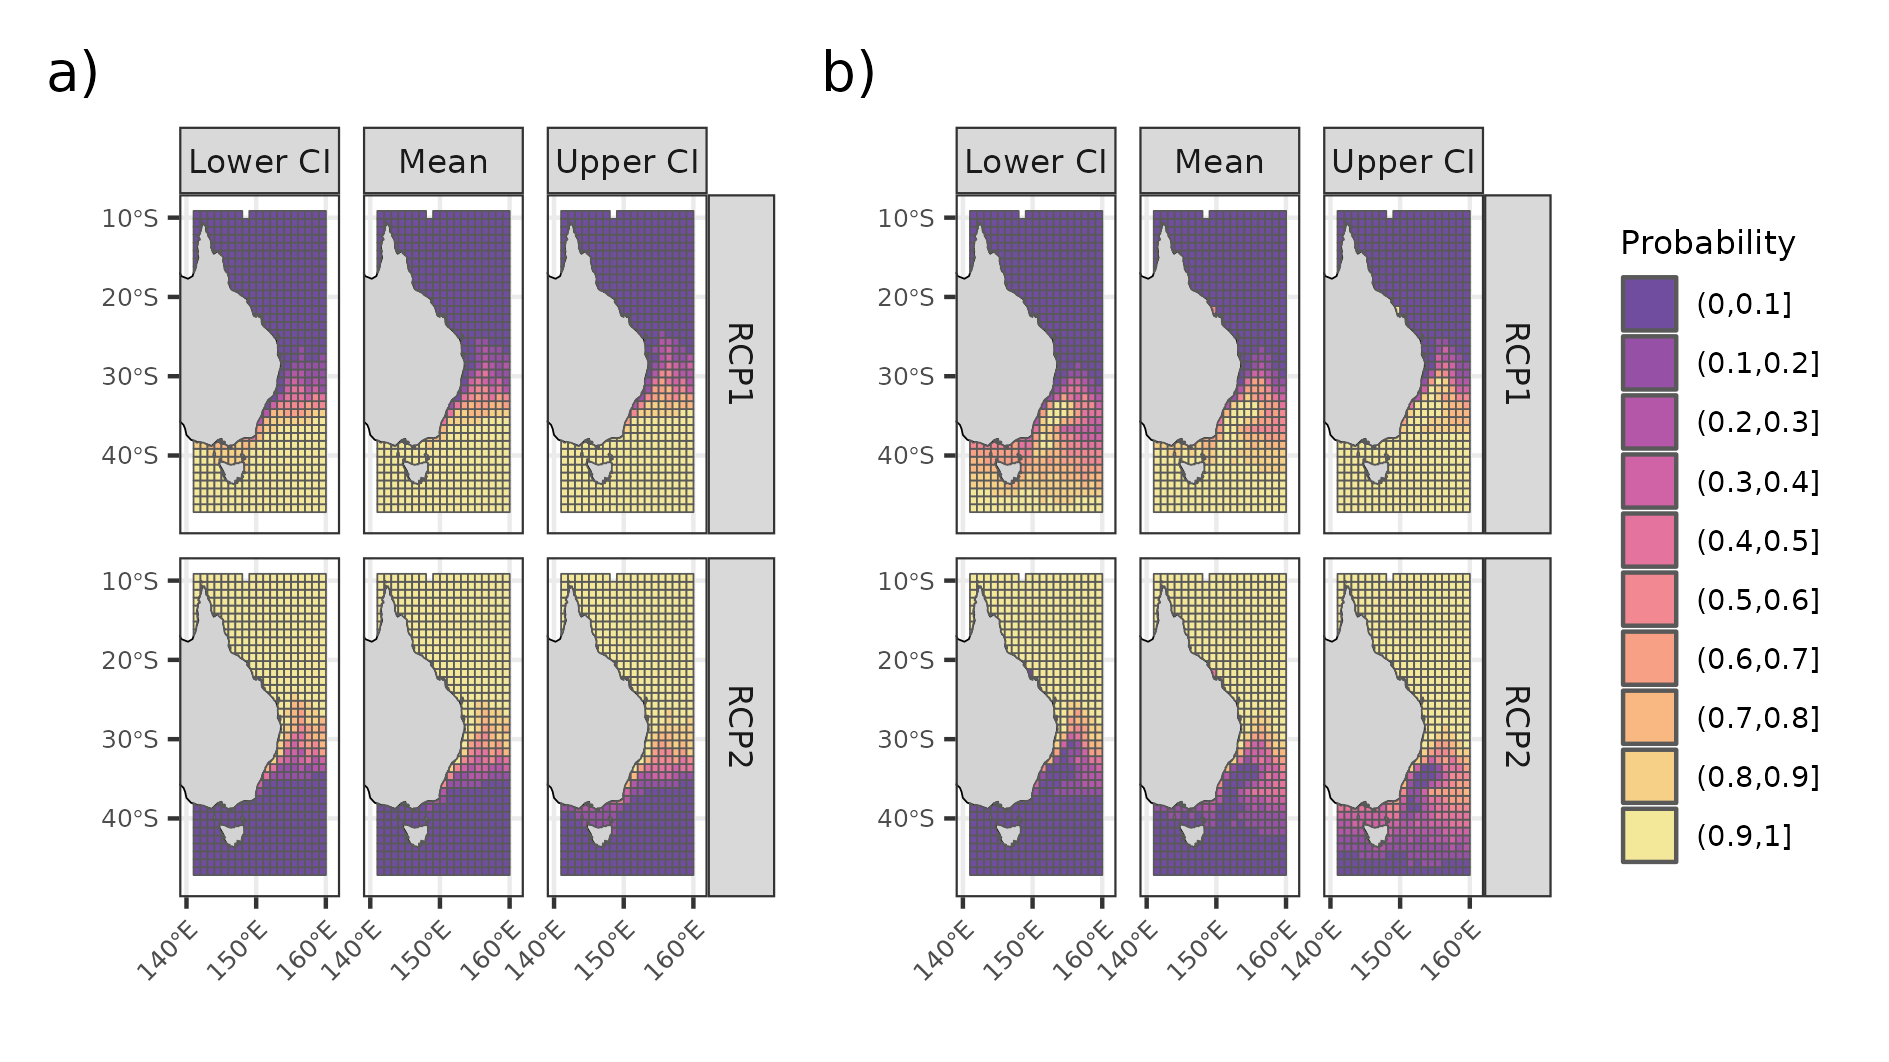 a)
b)
Lower CI Mean Upper CI
Lower CI Mean Upper CI
10°S
20°S
30°S
40°S
RCP1
10°S
20°S
30°S
40°S
RCP1
10°S
20°S
30°S
40°S
RCP2
10°S
20°S
30°S
40°S
RCP2
140°E 150°E 160°E 140°E 150°E 160°E 140°E 150°E 160°E
140°E 150°E 160°E 140°E 150°E 160°E 140°E 150°E 160°E
Probability
(0,0.1]
(0.1,0.2]
(0.2,0.3]
(0.3,0.4]
(0.4,0.5]
(0.5,0.6]
(0.6,0.7]
(0.7,0.8]
(0.8,0.9]
(0.9,1]